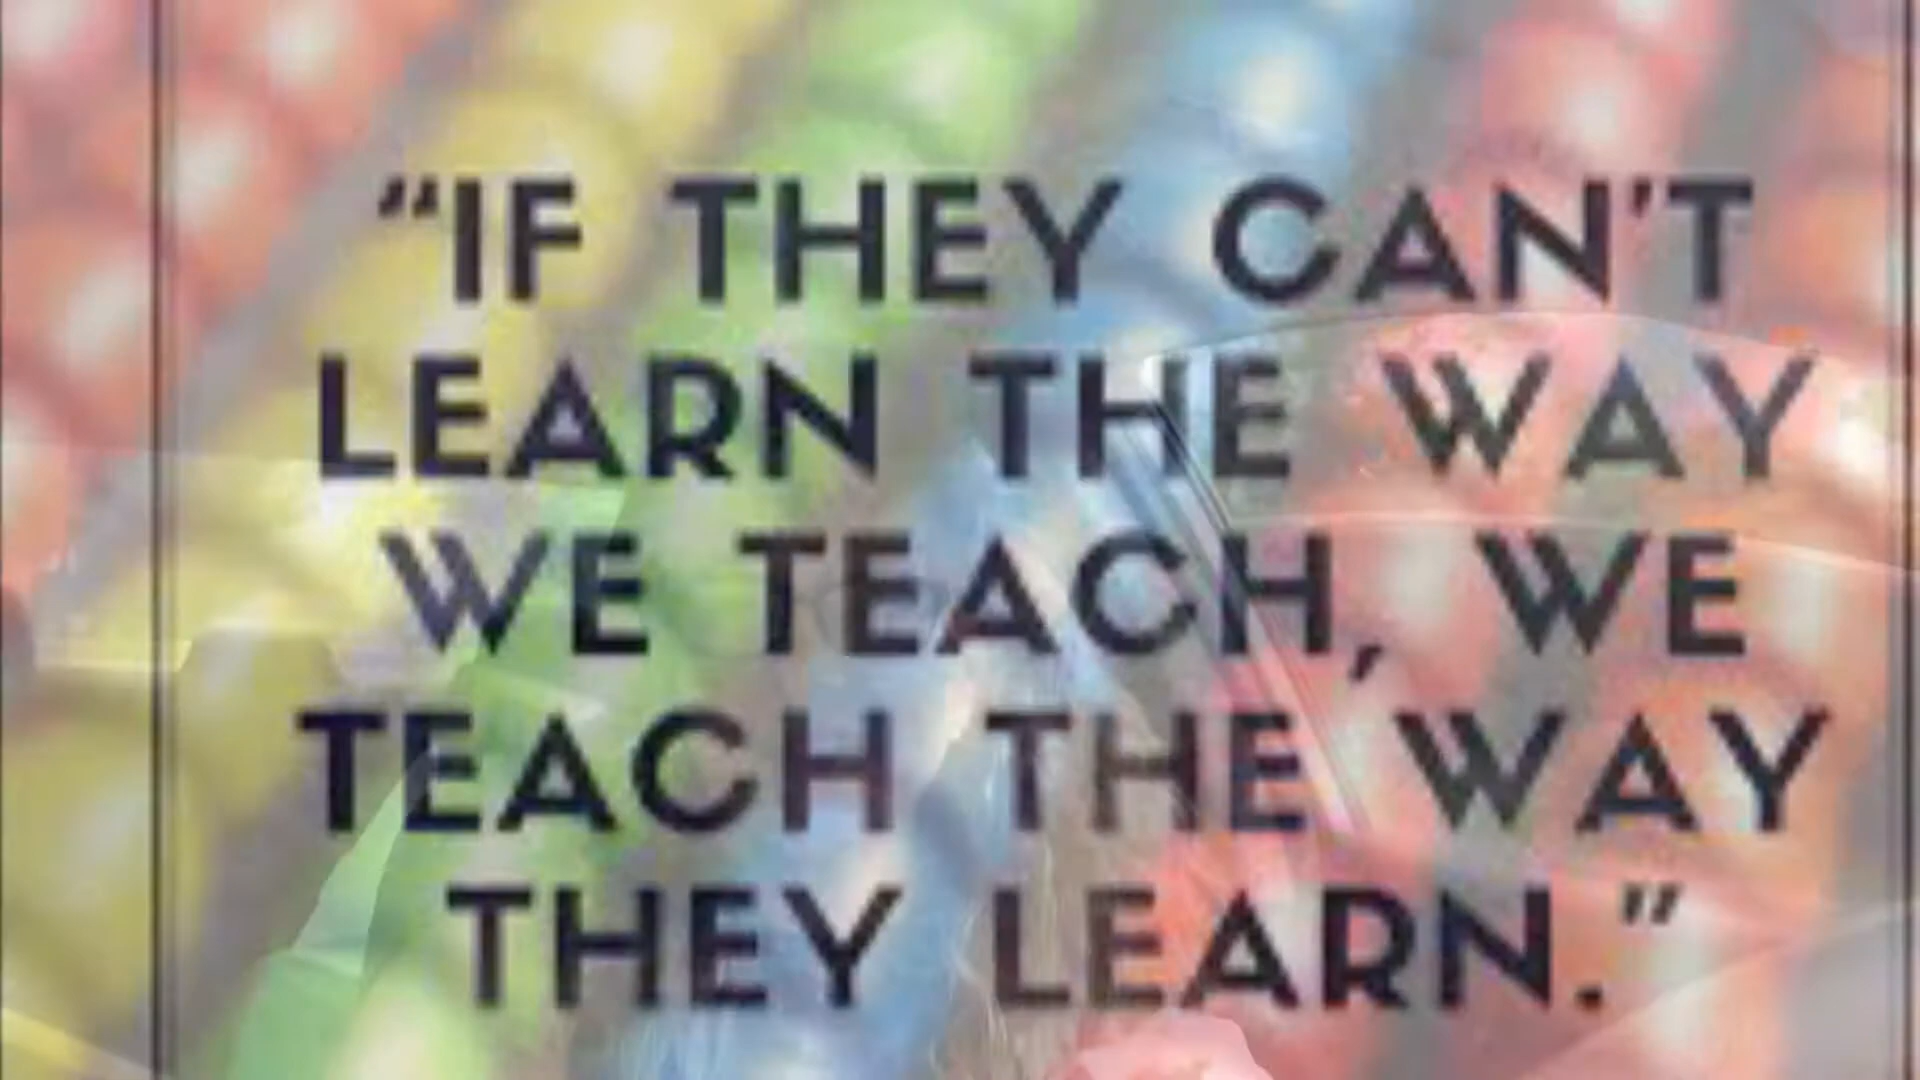 “IF THEY CAN'T
LEARN THE WAY
WE TEACH, WE
TEACH THE WAY
THEY LEARN.”